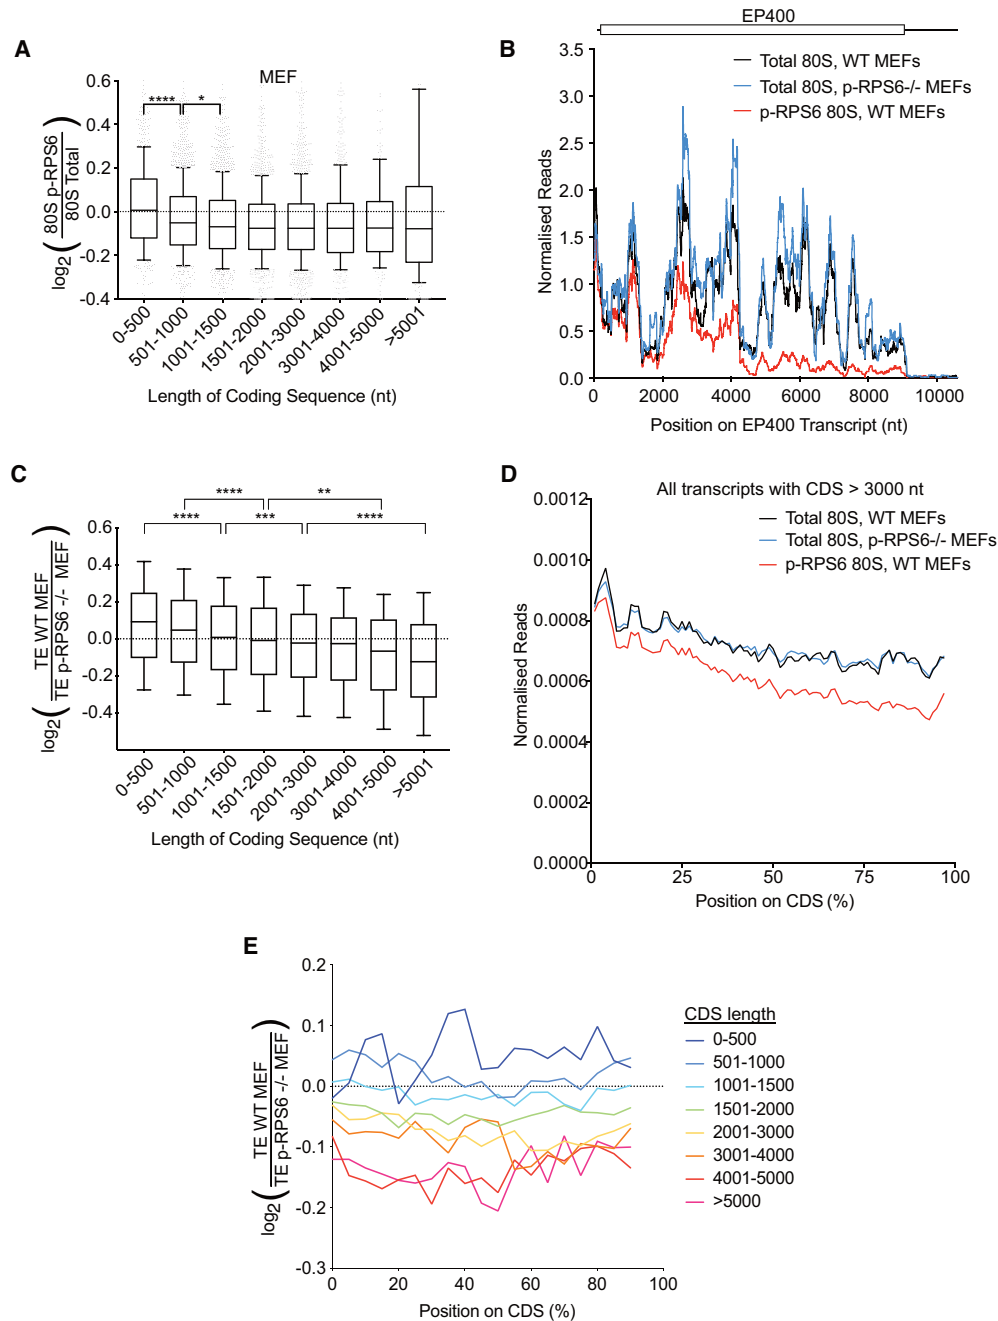 A
MEF
0.6
0.4
0.2
0.0
-0.2
-0.4
log2 ( 80S p-RPS6 / 80S Total )
**** *
0-500
501-1000
1001-1500
1501-2000
2001-3000
3001-4000
4001-5000
>5001
Length of Coding Sequence (nt)
B
EP400
3.5
3.0
2.5
2.0
1.5
1.0
0.5
0.0
Normalised Reads
Total 80S, WT MEFs
Total 80S, p-RPS6-/- MEFs
p-RPS6 80S, WT MEFs
0 2000 4000 6000 8000 10000
Position on EP400 Transcript (nt)
C
**** **
**** *** ****
0.6
0.4
0.2
0.0
-0.2
-0.4
log2 ( TE WT MEF / TE p-RPS6 -/- MEF )
0-500
501-1000
1001-1500
1501-2000
2001-3000
3001-4000
4001-5000
>5001
Length of Coding Sequence (nt)
D
All transcripts with CDS > 3000 nt
0.0012
0.0010
0.0008
0.0006
0.0004
0.0002
0.0000
Normalised Reads
Total 80S, WT MEFs
Total 80S, p-RPS6-/- MEFs
p-RPS6 80S, WT MEFs
0 25 50 75 100
Position on CDS (%)
E
0.2
0.1
0.0
-0.1
-0.2
-0.3
log2 ( TE WT MEF / TE p-RPS6 -/- MEF )
0 20 40 60 80 100
Position on CDS (%)
CDS length
0-500
501-1000
1001-1500
1501-2000
2001-3000
3001-4000
4001-5000
>5000